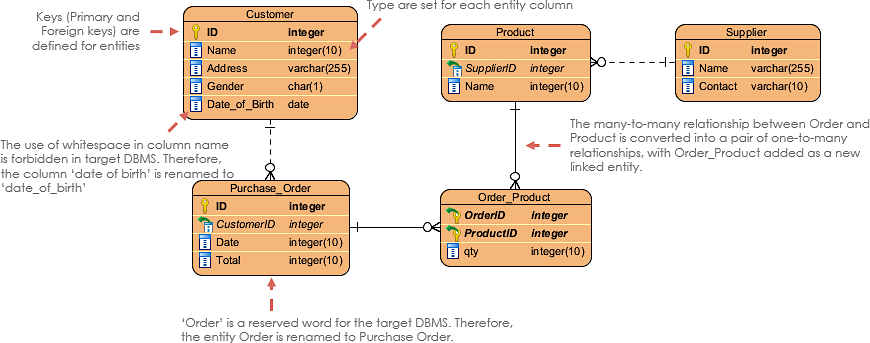 Keys (Primary and
Foreign keys) are
defined for entities
Type are set for each entity column
Customer
ID integer
Name integer(10)
Address varchar(255)
Gender char(1)
Date_of_Birth date
Product
ID integer
SupplierID integer
Name integer(10)
Supplier
ID integer
Name varchar(255)
Contact varchar(10)
The use of whitespace in column name
is forbidden in target DBMS. Therefore,
the column ‘date of birth’ is renamed to
‘date_of_birth’
The many-to-many relationship between Order and
Product is converted into a pair of one-to-many
relationships, with Order_Product added as a new
linked entity.
Purchase_Order
ID integer
CustomerID integer
Date integer(10)
Total integer(10)
Order_Product
OrderID integer
ProductID integer
qty integer(10)
‘Order’ is a reserved word for the target DBMS. Therefore,
the entity Order is renamed to Purchase Order.